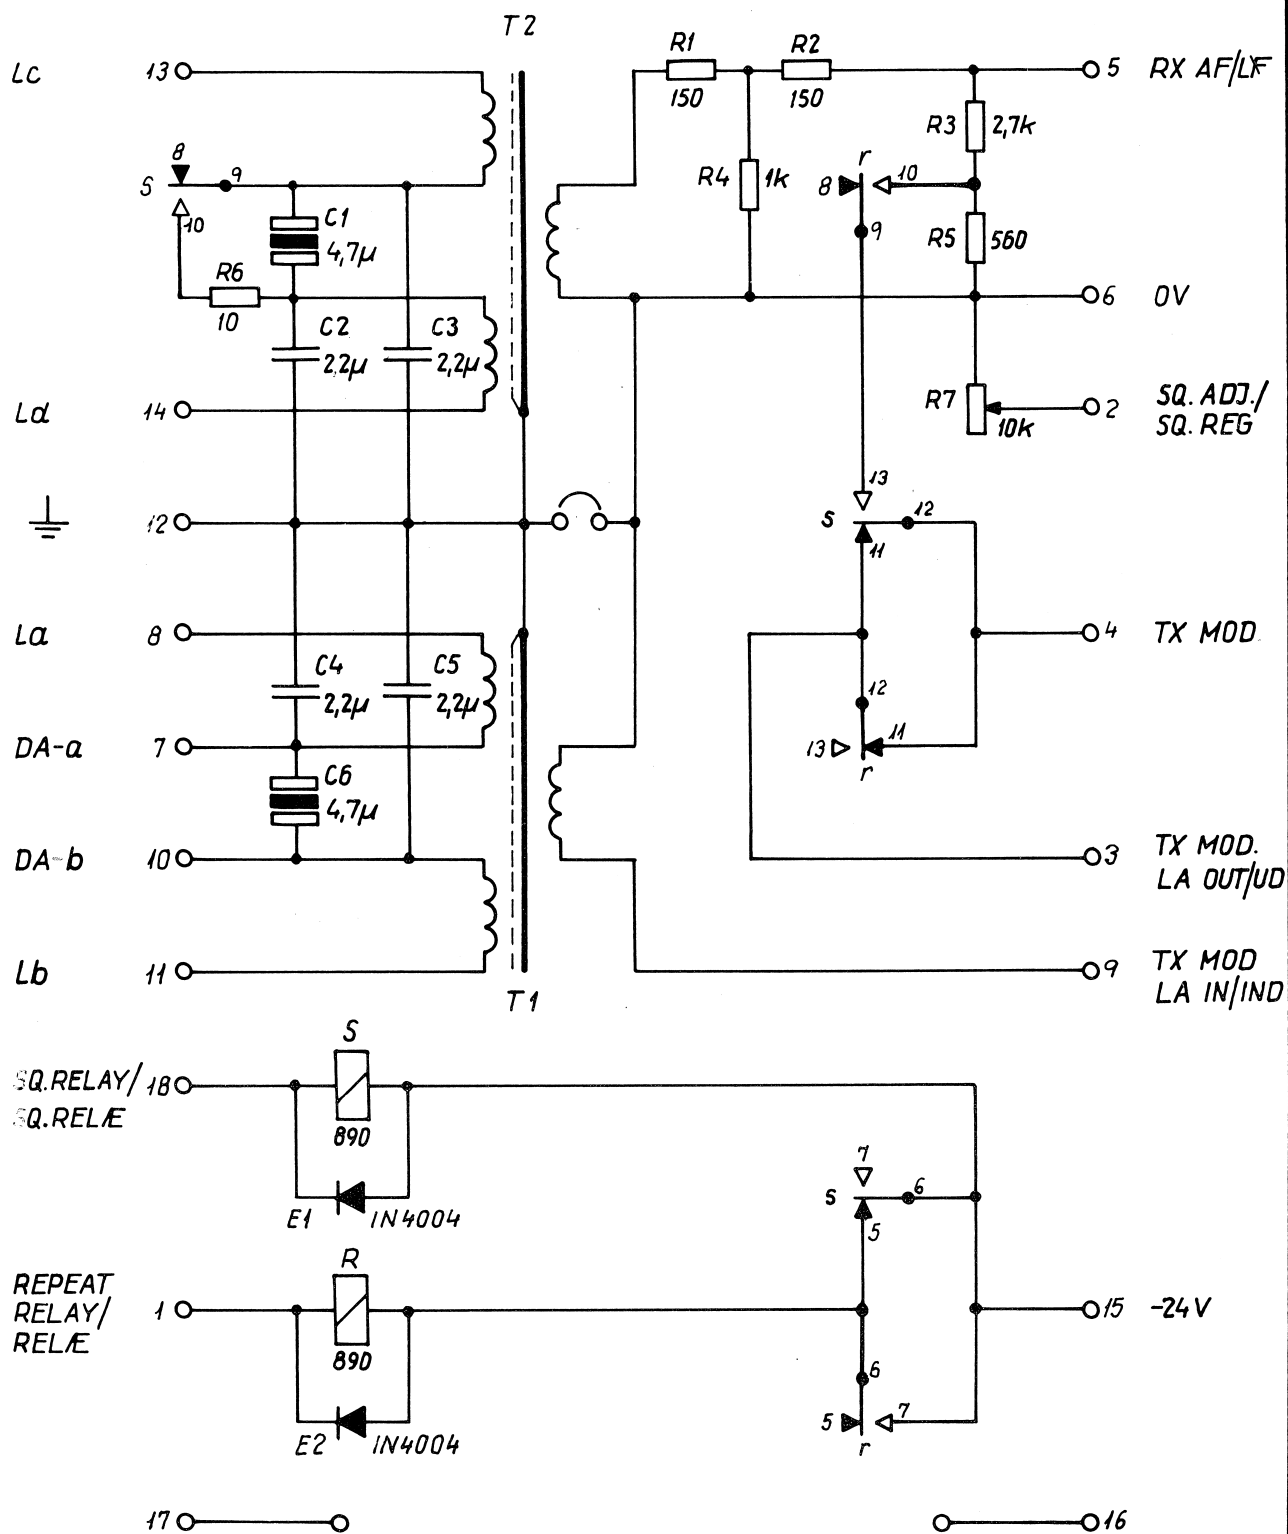 T2
Lc
13
R1
150
R2
150
5
RX AF/LF
8
S
9
10
R6
10
C1
4,7µ
R4
1k
r
8
10
9
R3
2,7k
R5
560
6
0V
C2
2,2µ
C3
2,2µ
Ld
14
R7
10k
2
SQ. ADJ./
SQ. REG
12
13
s
12
11
La
8
C4
2,2µ
C5
2,2µ
4
TX MOD
12
DA-a
7
13
11
r
C6
4,7µ
DA-b
10
3
TX MOD.
LA OUT/UD
Lb
11
T1
9
TX MOD
LA IN/IND
SQ.RELAY/
SQ.RELÆ
18
S
890
E1
IN4004
7
s
6
5
REPEAT
RELAY/
RELÆ
1
R
890
E2
IN4004
15
-24V
6
5
7
r
17
16